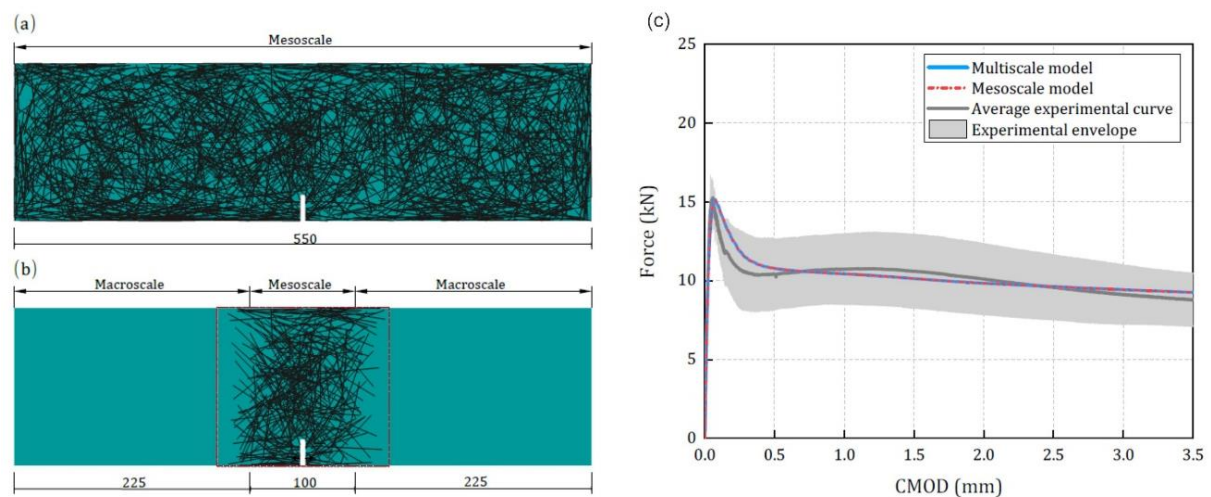 (a)
Mesoscale
550
(b)
Macroscale Mesoscale Macroscale
225 100 225
(c)
25
20
15
10
5
0
Force (kN)
Multiscale model
Mesoscale model
Average experimental curve
Experimental envelope
0.0 0.5 1.0 1.5 2.0 2.5 3.0 3.5
CMOD (mm)